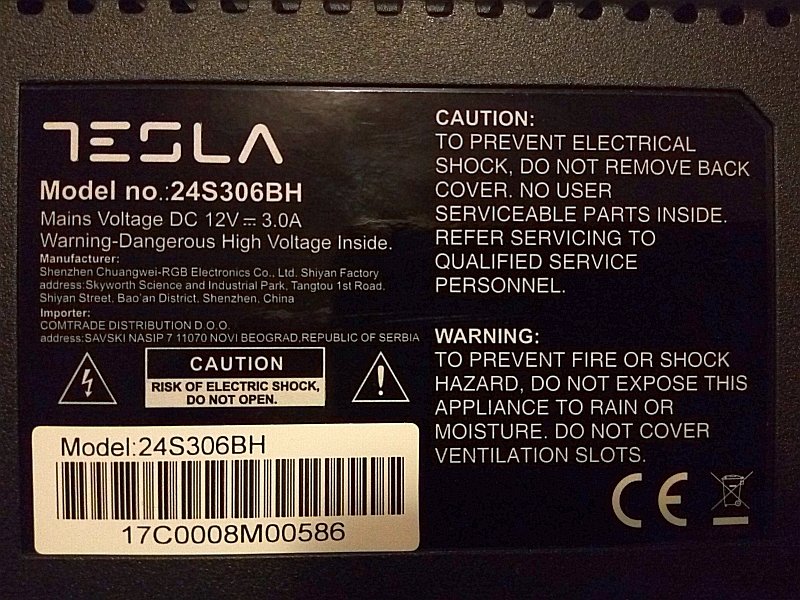 TESLA
Model no.:24S306BH
Mains Voltage DC 12V⎓3.0A
Warning-Dangerous High Voltage Inside.
Manufacturer:
Shenzhen Chuangwei-RGB Electronics Co., Ltd. Shiyan Factory
address:Skyworth Science and Industrial Park, Tangtou 1st Road,
Shiyan Street, Bao'an District, Shenzhen, China
Importer:
COMTRADE DISTRIBUTION D.O.O.
address:SAVSKI NASIP 7 11070 NOVI BEOGRAD,REPUBLIC OF SERBIA
CAUTION
RISK OF ELECTRIC SHOCK,
DO NOT OPEN.
Model:24S306BH
17C0008M00586
CAUTION:
TO PREVENT ELECTRICAL
SHOCK, DO NOT REMOVE BACK
COVER. NO USER
SERVICEABLE PARTS INSIDE.
REFER SERVICING TO
QUALIFIED SERVICE
PERSONNEL.
WARNING:
TO PREVENT FIRE OR SHOCK
HAZARD, DO NOT EXPOSE THIS
APPLIANCE TO RAIN OR
MOISTURE. DO NOT COVER
VENTILATION SLOTS.
CE